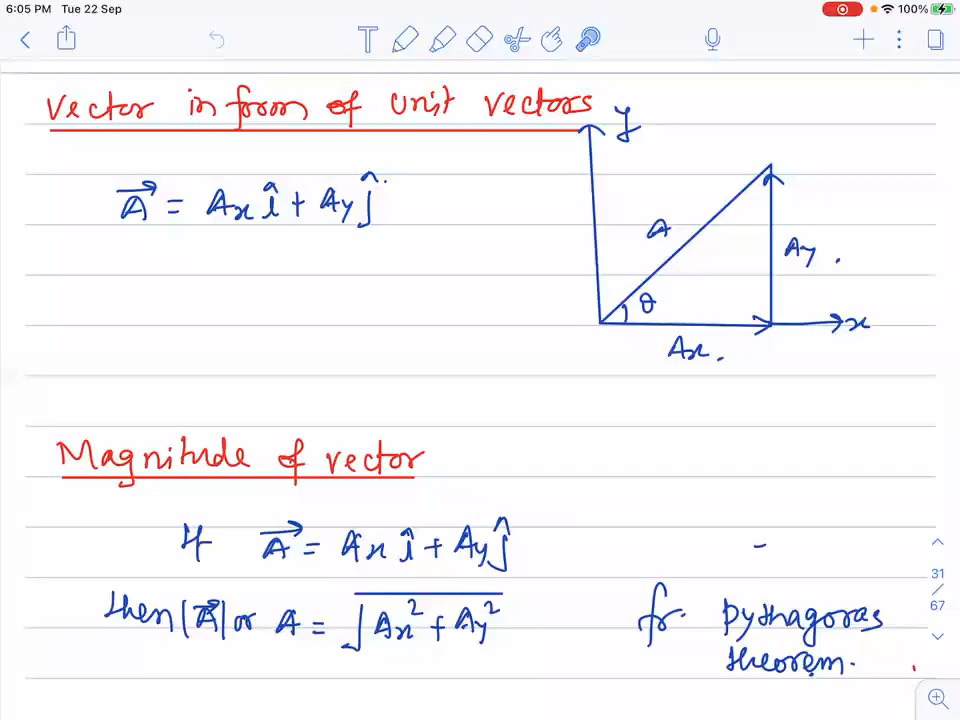 6:05 PM Tue 22 Sep
100%
Vector in form of unit vectors
y
A⃗ = Ax î + Ay ĵ
A
Ay .
θ
x
Ax .
Magnitude of vector
If A⃗ = Ax î + Ay ĵ
then |A⃗| or A = √Ax² + Ay²
fr. pythagoras
theorem.
31
/
67